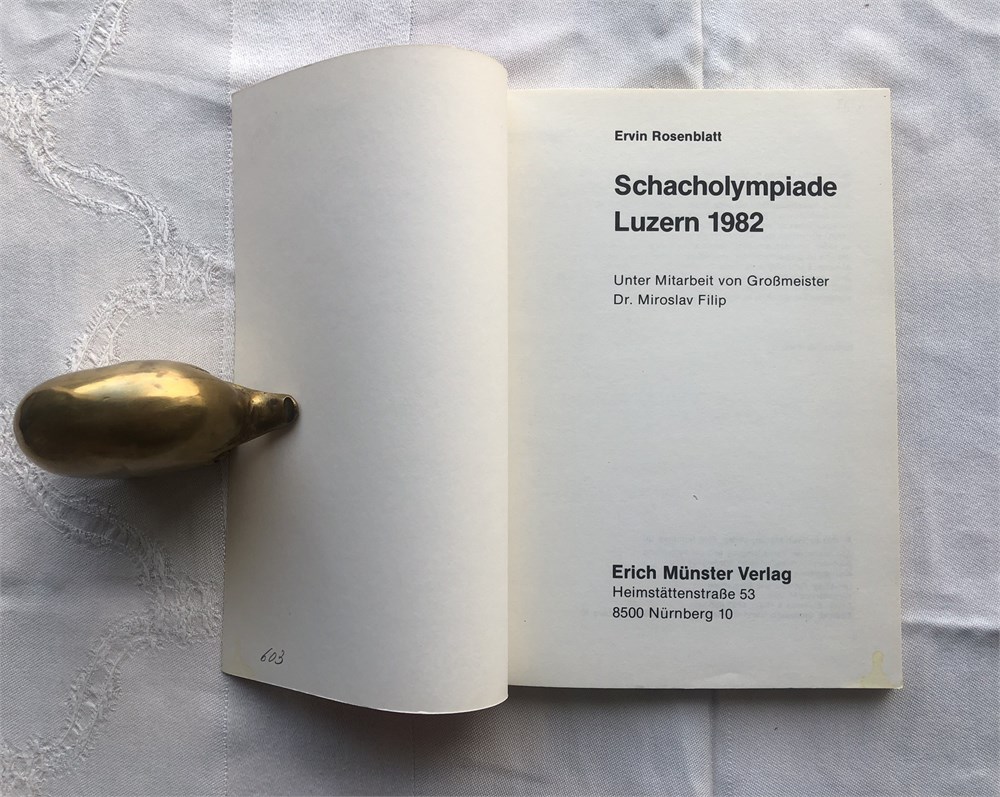 603
Ervin Rosenblatt
Schacholympiade
Luzern 1982
Unter Mitarbeit von Großmeister
Dr. Miroslav Filip
Erich Münster Verlag
Heimstättenstraße 53
8500 Nürnberg 10